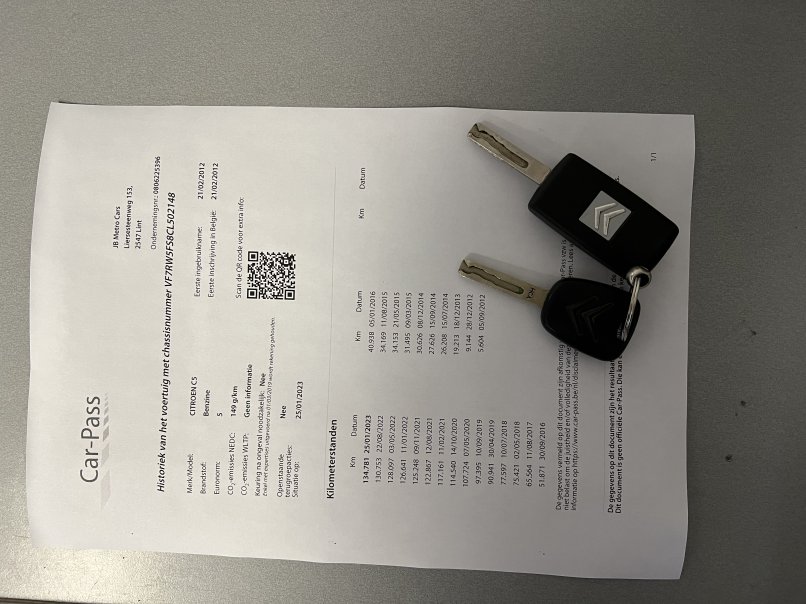 Car-Pass
JB Metro Cars
Liersesteenweg 153,
2547 Lint
Ondernemingsnr.: 0806225396
Historiek van het voertuig met chassisnummer VF7RW5FS8CL502148
Merk/Model: CITROEN C5
Brandstof: Benzine
Euronorm: 5
CO2-emissies NEDC: 149 g/km
CO2-emissies WLTP: Geen informatie
Keuring na ongeval noodzakelijk: Nee
Enkel met expertises uitgevoerd na 01/03/2019 wordt rekening gehouden.
Openstaande
terugroepacties: Nee
Situatie op: 25/01/2023
Eerste ingebruikname: 21/02/2012
Eerste inschrijving in België: 21/02/2012
Scan de QR code voor extra info:
Kilometerstanden
Km Datum
134.781 25/01/2023
130.753 22/08/2022
128.097 03/05/2022
126.641 11/01/2022
125.248 09/11/2021
122.867 12/08/2021
117.161 11/02/2021
114.540 14/10/2020
107.724 07/05/2020
97.395 10/09/2019
90.941 30/04/2019
77.597 10/07/2018
75.421 02/05/2018
65.564 11/08/2017
51.871 30/09/2016
Km Datum
40.938 05/01/2016
34.169 11/08/2015
34.153 21/05/2015
31.495 09/03/2015
30.626 08/12/2014
27.626 15/09/2014
26.208 15/07/2014
19.213 18/12/2013
9.144 28/12/2012
5.604 05/09/2012
Km Datum
De gegevens vermeld op dit document zijn afkomstig Car-Pass vzw is
niet belast om de juistheid en/of volledigheid van deze eren. Lees
informatie op https://www.car-pass.be/nl/disclaimer
De gegevens op dit document zijn het resultaat de
Dit document is geen officiële Car-Pass. Die kan
1/1